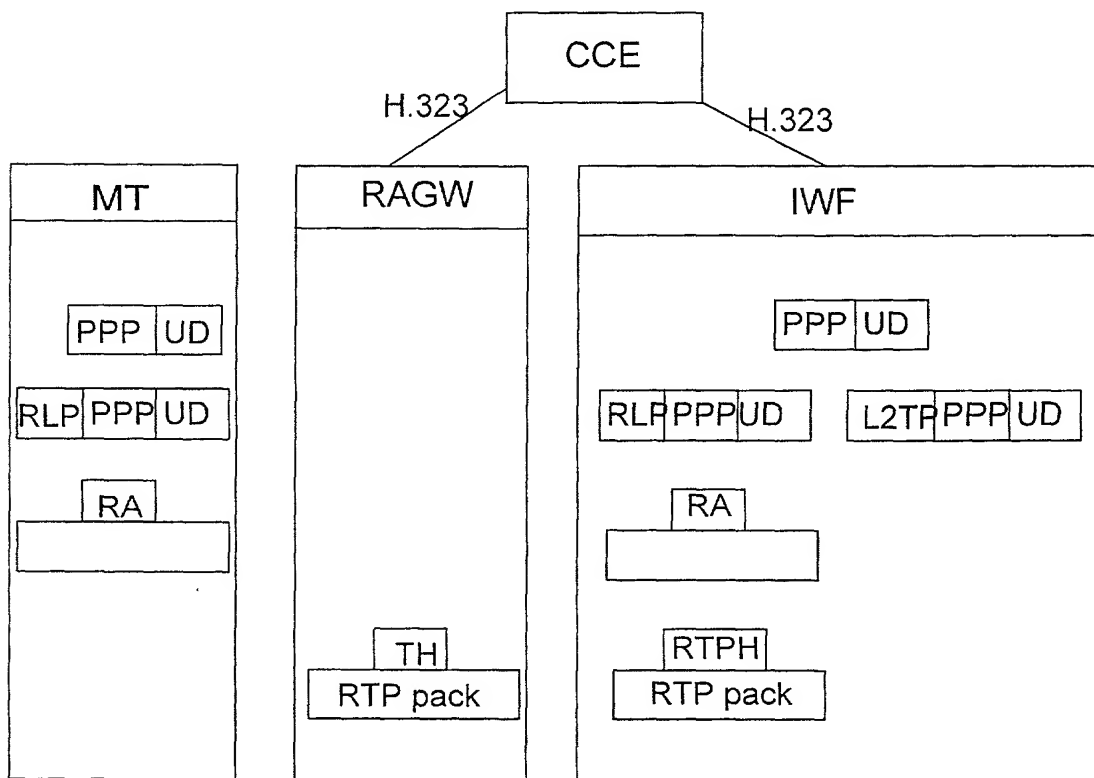 CCE
H.323
H.323
MT
RAGW
IWF
PPP UD
PPP UD
RLP PPP UD
RLP PPP UD
L2TP PPP UD
RA
RA
TH
RTPH
RTP pack
RTP pack